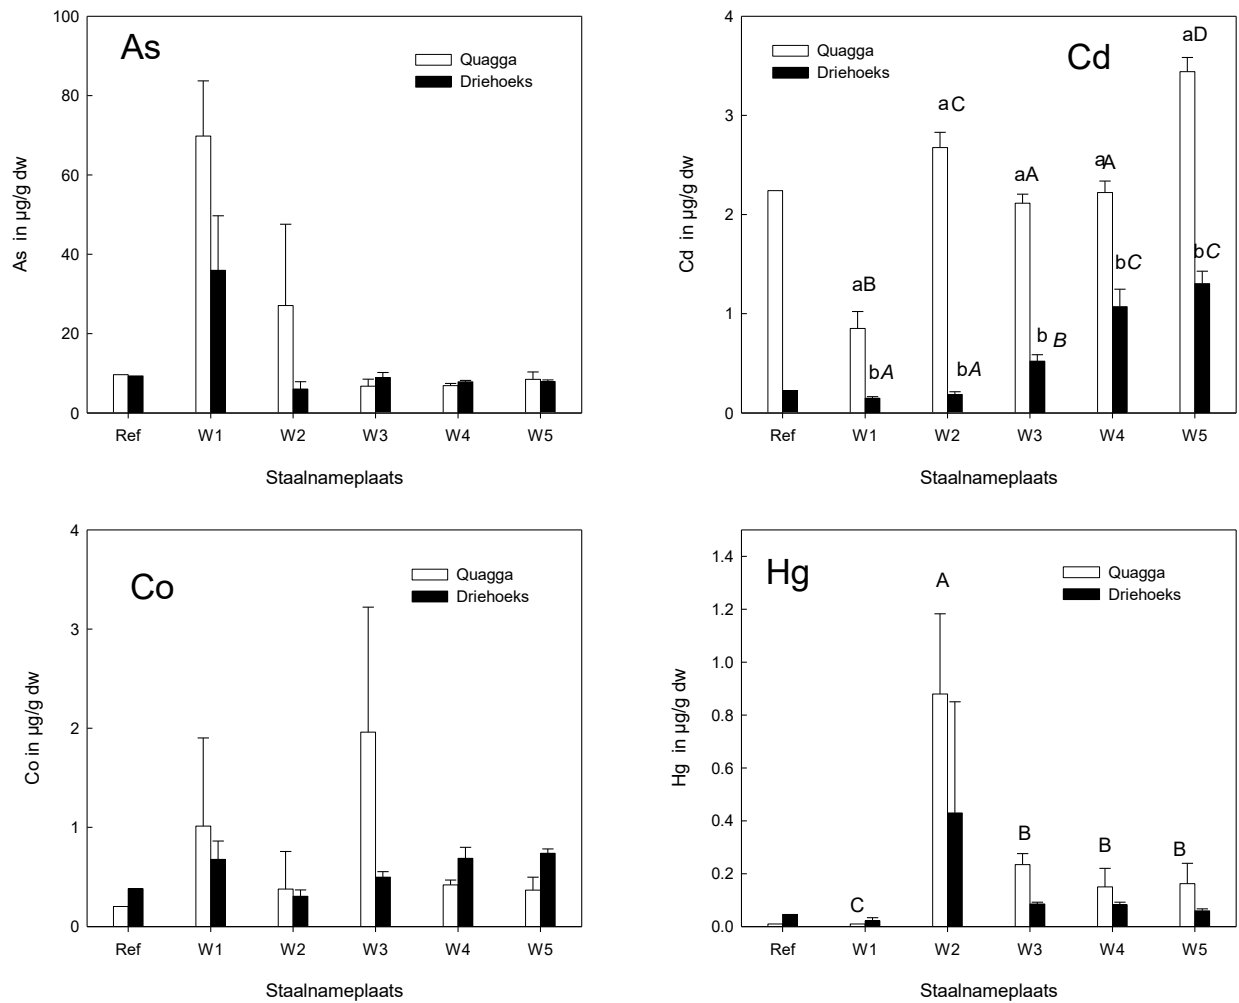 As
Quagga
Driehoeks
As in µg/g dw
100
80
60
40
20
0
Ref W1 W2 W3 W4 W5
Staalnameplaats
Cd
Quagga
Driehoeks
Cd in µg/g dw
4
3
2
1
0
aB
bA
aC
bA
aA
b B
aA
bC
aD
bC
Ref W1 W2 W3 W4 W5
Staalnameplaats
Co
Quagga
Driehoeks
Co in µg/g dw
4
3
2
1
0
Ref W1 W2 W3 W4 W5
Staalnameplaats
Hg
Quagga
Driehoeks
Hg in µg/g dw
1.4
1.2
1.0
0.8
0.6
0.4
0.2
0.0
C
A
B
B
B
Ref W1 W2 W3 W4 W5
Staalnameplaats